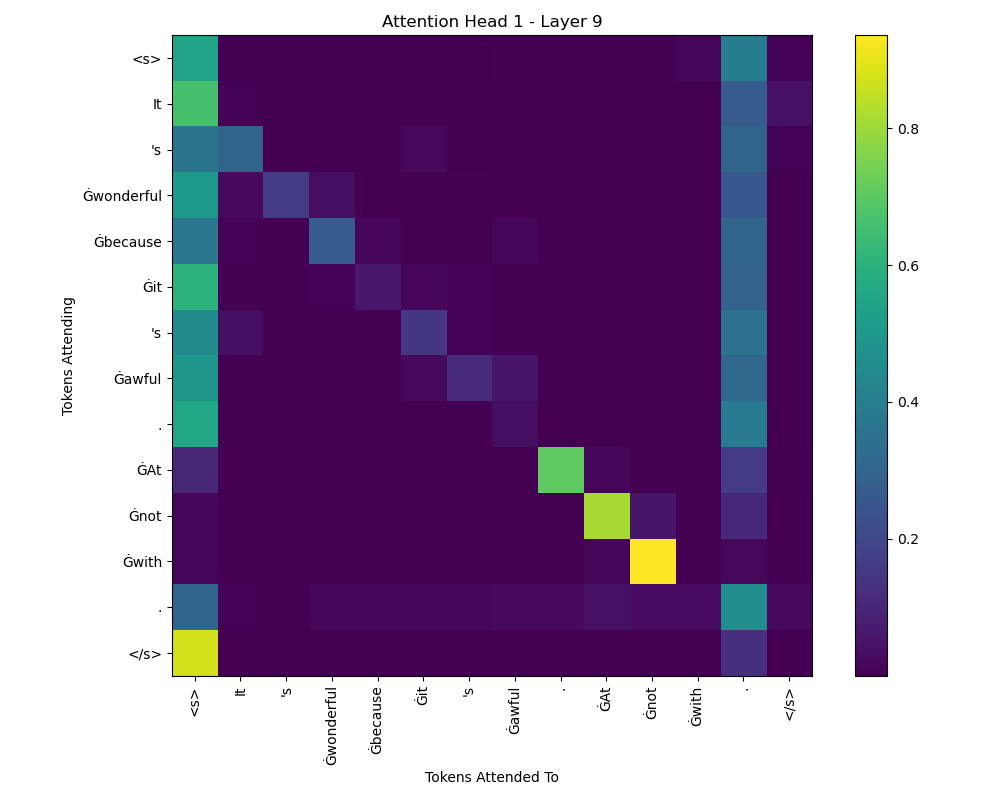 Attention Head 1 - Layer 9
Tokens Attending
<s>
It
's
Ġwonderful
Ġbecause
Ġit
's
Ġawful
.
ĠAt
Ġnot
Ġwith
.
</s>
<s>
It
's
Ġwonderful
Ġbecause
Ġit
's
Ġawful
.
ĠAt
Ġnot
Ġwith
.
</s>
Tokens Attended To
0.8
0.6
0.4
0.2